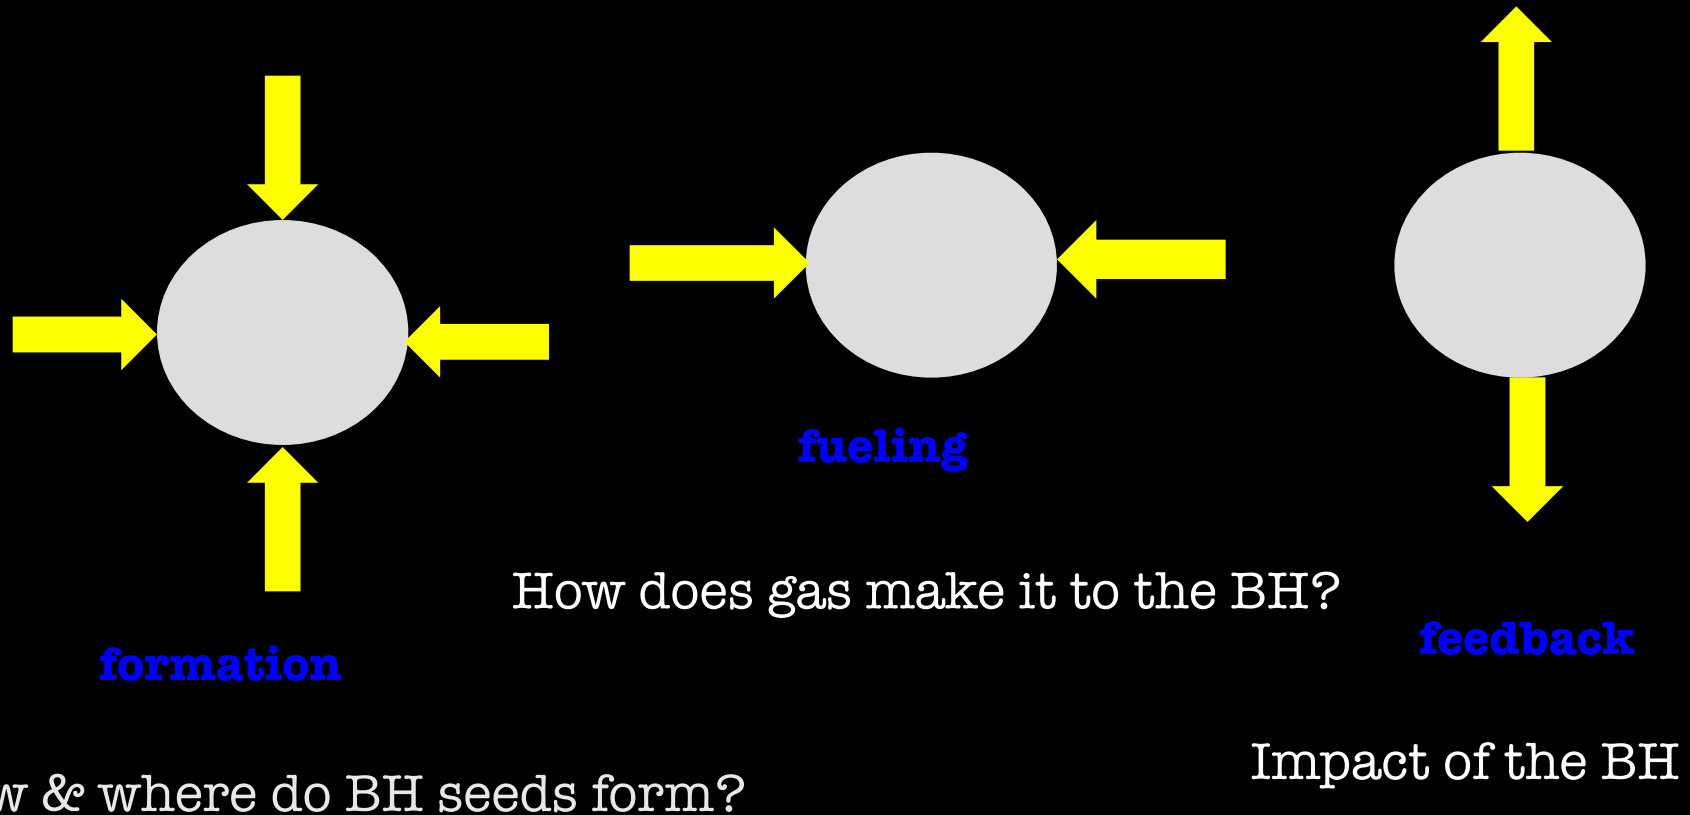 fueling
How does gas make it to the BH?
feedback
formation
Impact of the BH
w & where do BH seeds form?